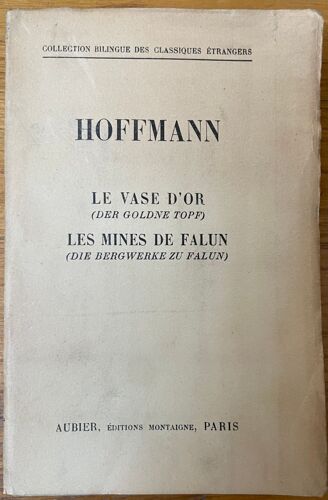 COLLECTION BILINGUE DES CLASSIQUES ÉTRANGERS
HOFFMANN
LE VASE D'OR
(DER GOLDNE TOPF)
LES MINES DE FALUN
(DIE BERGWERKE ZU FALUN)
AUBIER, ÉDITIONS MONTAIGNE, PARIS